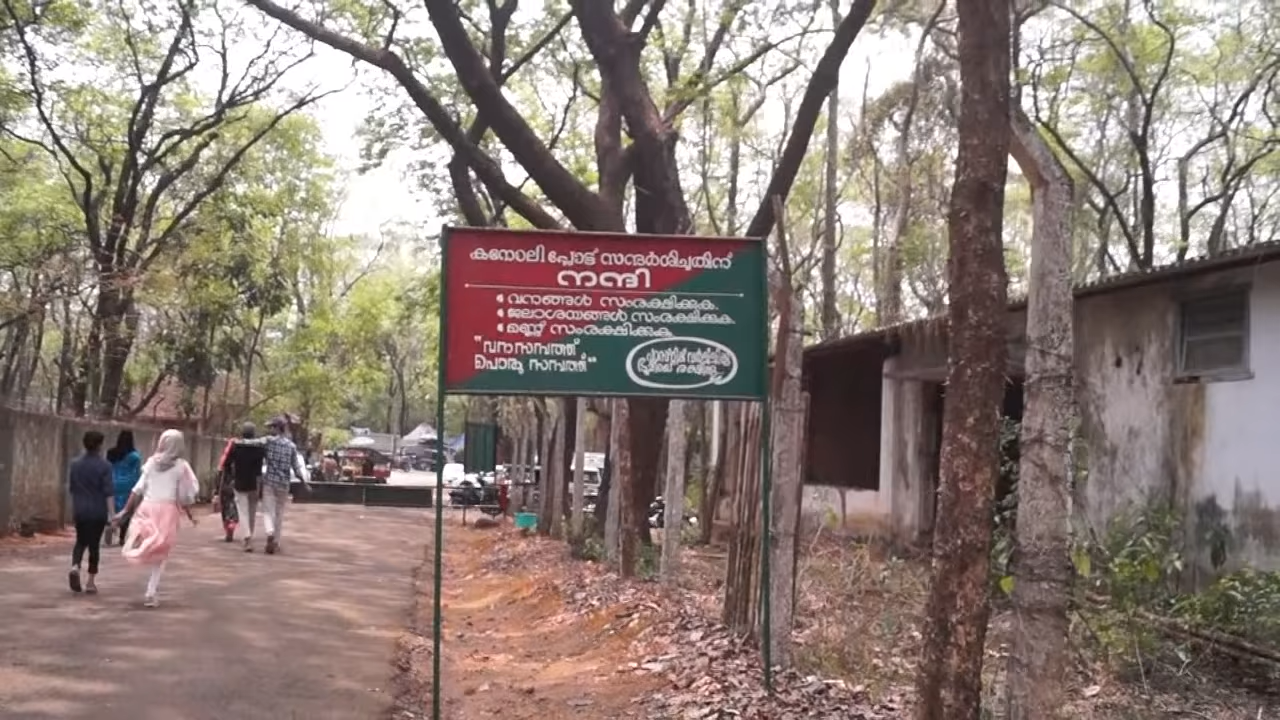 കനോലി പ്ലോട്ട് സന്ദർശിച്ചതിന്
നന്ദി
വനങ്ങൾ സംരക്ഷിക്കുക.
ജലാശയങ്ങൾ സംരക്ഷിക്കുക.
മണ്ണ് സംരക്ഷിക്കുക.
"വനസമ്പത്ത്
പൊതു സമ്പത്ത്"